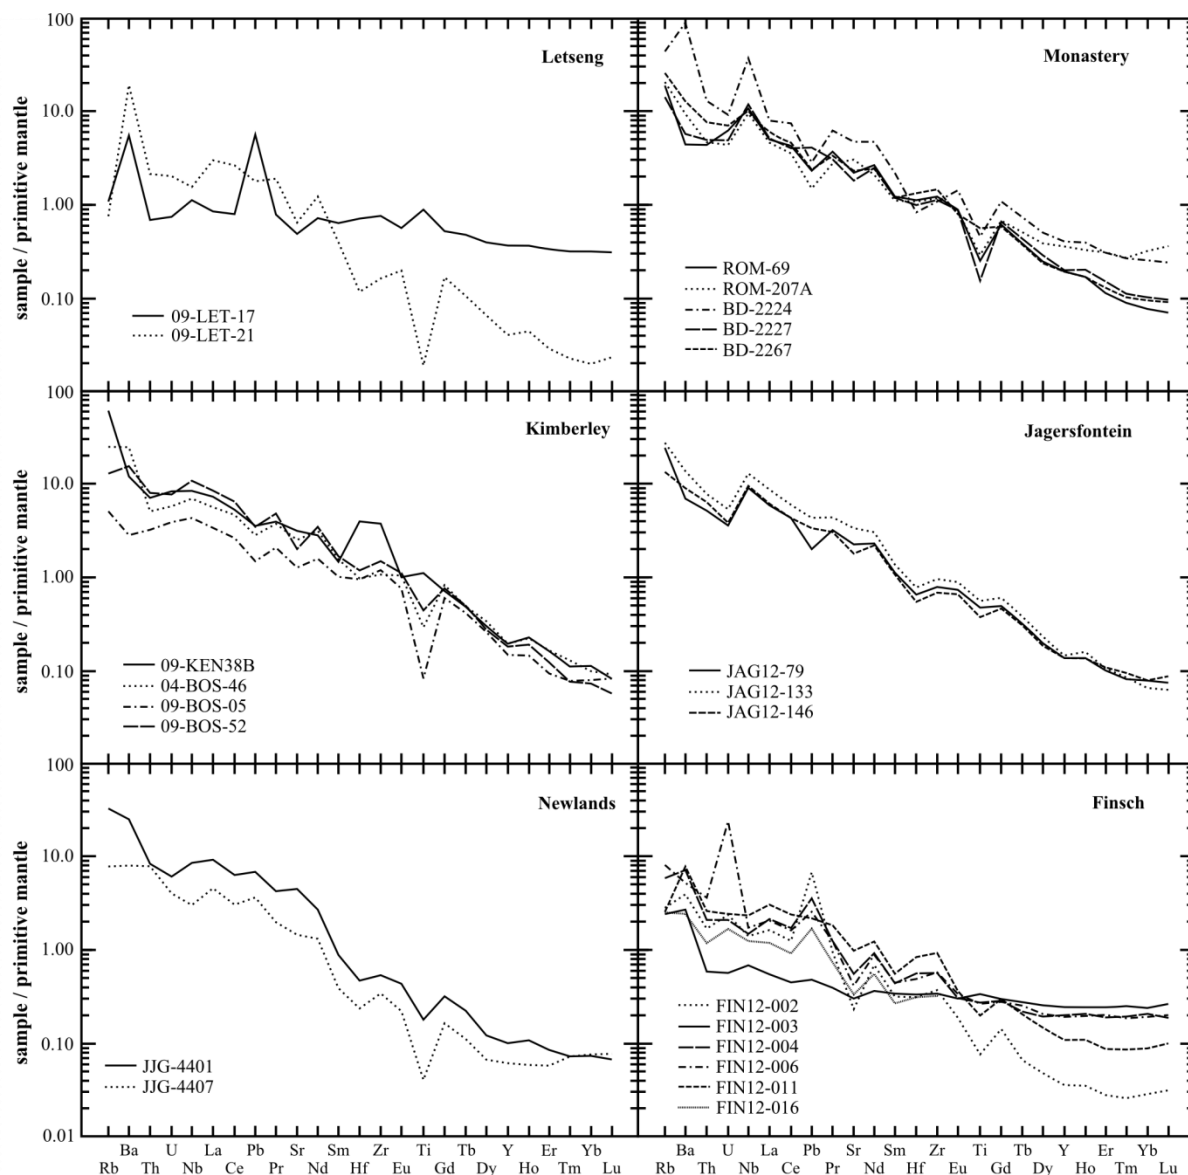 sample / primitive mantle
100
10.0
1.00
0.10
Letseng
09-LET-17
09-LET-21
Monastery
ROM-69
ROM-207A
BD-2224
BD-2227
BD-2267
sample / primitive mantle
100
10.0
1.00
0.10
Kimberley
09-KEN38B
04-BOS-46
09-BOS-05
09-BOS-52
Jagersfontein
JAG12-79
JAG12-133
JAG12-146
sample / primitive mantle
100
10.0
1.00
0.10
0.01
Newlands
JJG-4401
JJG-4407
Finsch
FIN12-002
FIN12-003
FIN12-004
FIN12-006
FIN12-011
FIN12-016
Ba U La Pb Sr Sm Zr Ti Tb Y Er Yb
Rb Th Nb Ce Pr Nd Hf Eu Gd Dy Ho Tm Lu
Ba U La Pb Sr Sm Zr Ti Tb Y Er Yb
Rb Th Nb Ce Pr Nd Hf Eu Gd Dy Ho Tm Lu